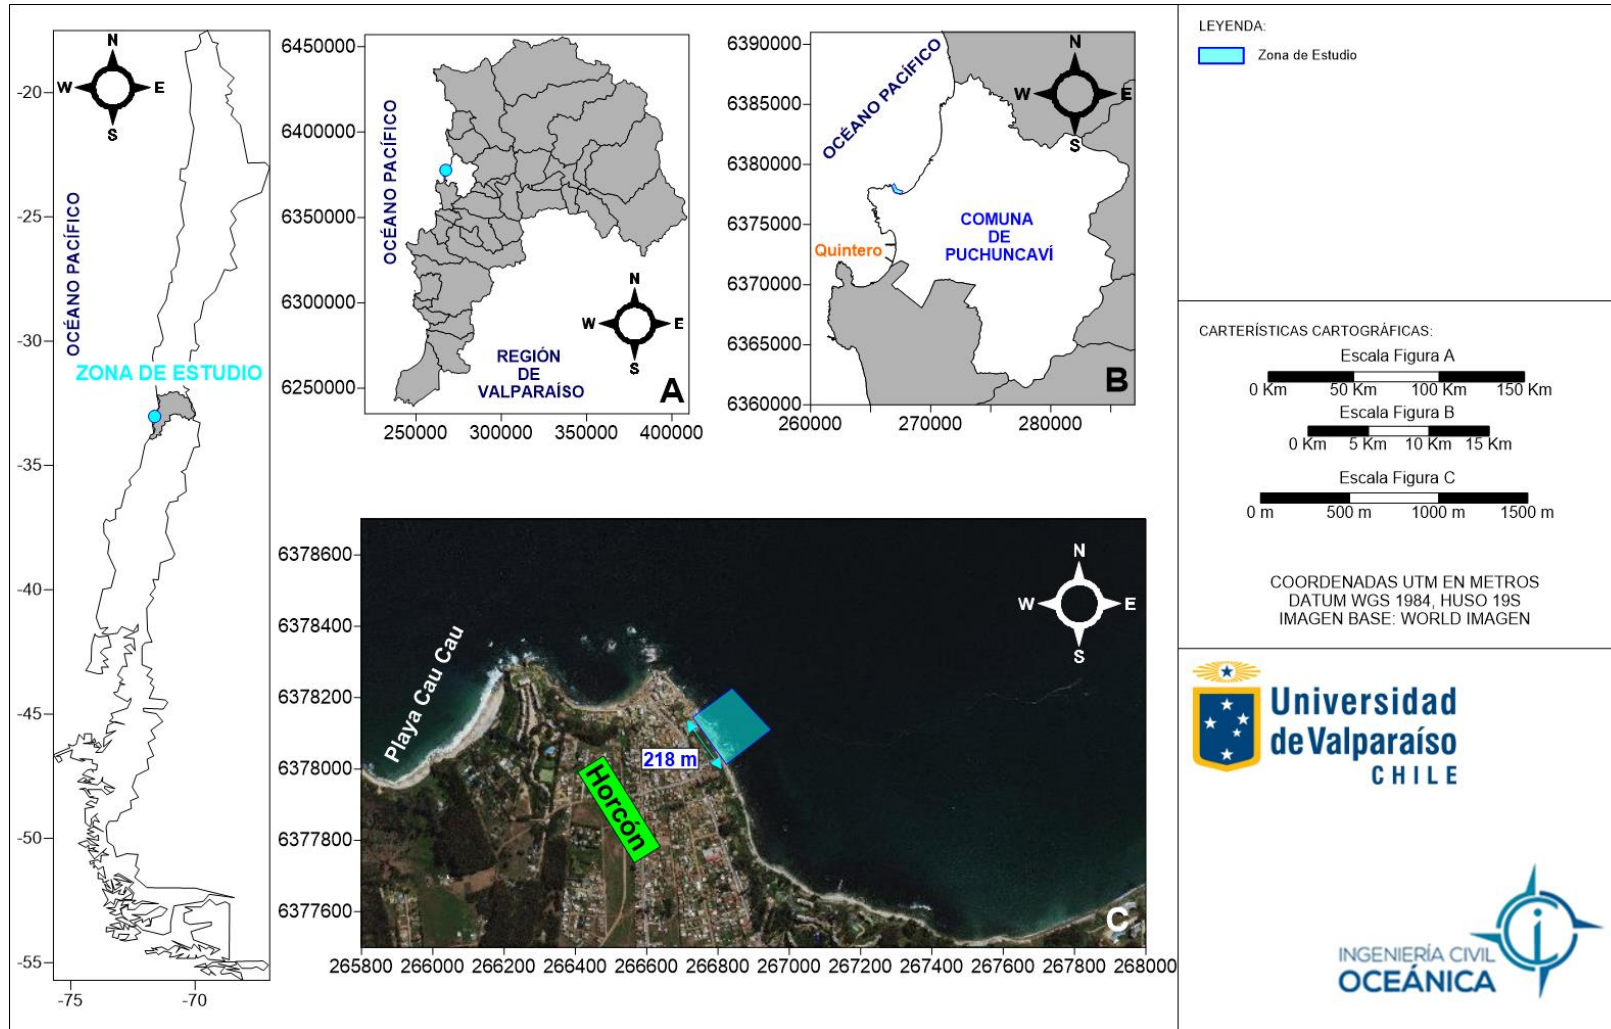 N
W
E
S
-20
-25
-30
-35
-40
-45
-50
-55
-75
-70
OCÉANO PACÍFICO
ZONA DE ESTUDIO
6450000
6400000
6350000
6300000
6250000
250000
300000
350000
400000
OCÉANO PACÍFICO
N
W
E
S
REGIÓN
DE
VALPARAÍSO
A
6390000
6385000
6380000
6375000
6370000
6365000
6360000
260000
270000
280000
OCÉANO PACÍFICO
N
E
S
COMUNA
DE
PUCHUNCAVÍ
Quintero
B
6378600
6378400
6378200
6378000
6377800
6377600
265800
266000
266200
266400
266600
266800
267000
267200
267400
267600
267800
268000
N
W
E
S
Playa Cau Cau
218 m
Horcón
C
LEYENDA:
Zona de Estudio
CARTERÍSTICAS CARTOGRÁFICAS:
Escala Figura A
0 Km 50 Km 100 Km 150 Km
Escala Figura B
0 Km 5 Km 10 Km 15 Km
Escala Figura C
0 m 500 m 1000 m 1500 m
COORDENADAS UTM EN METROS
DATUM WGS 1984, HUSO 19S
IMAGEN BASE: WORLD IMAGEN
Universidad
de Valparaíso
CHILE
INGENIERÍA CIVIL
OCEÁNICA